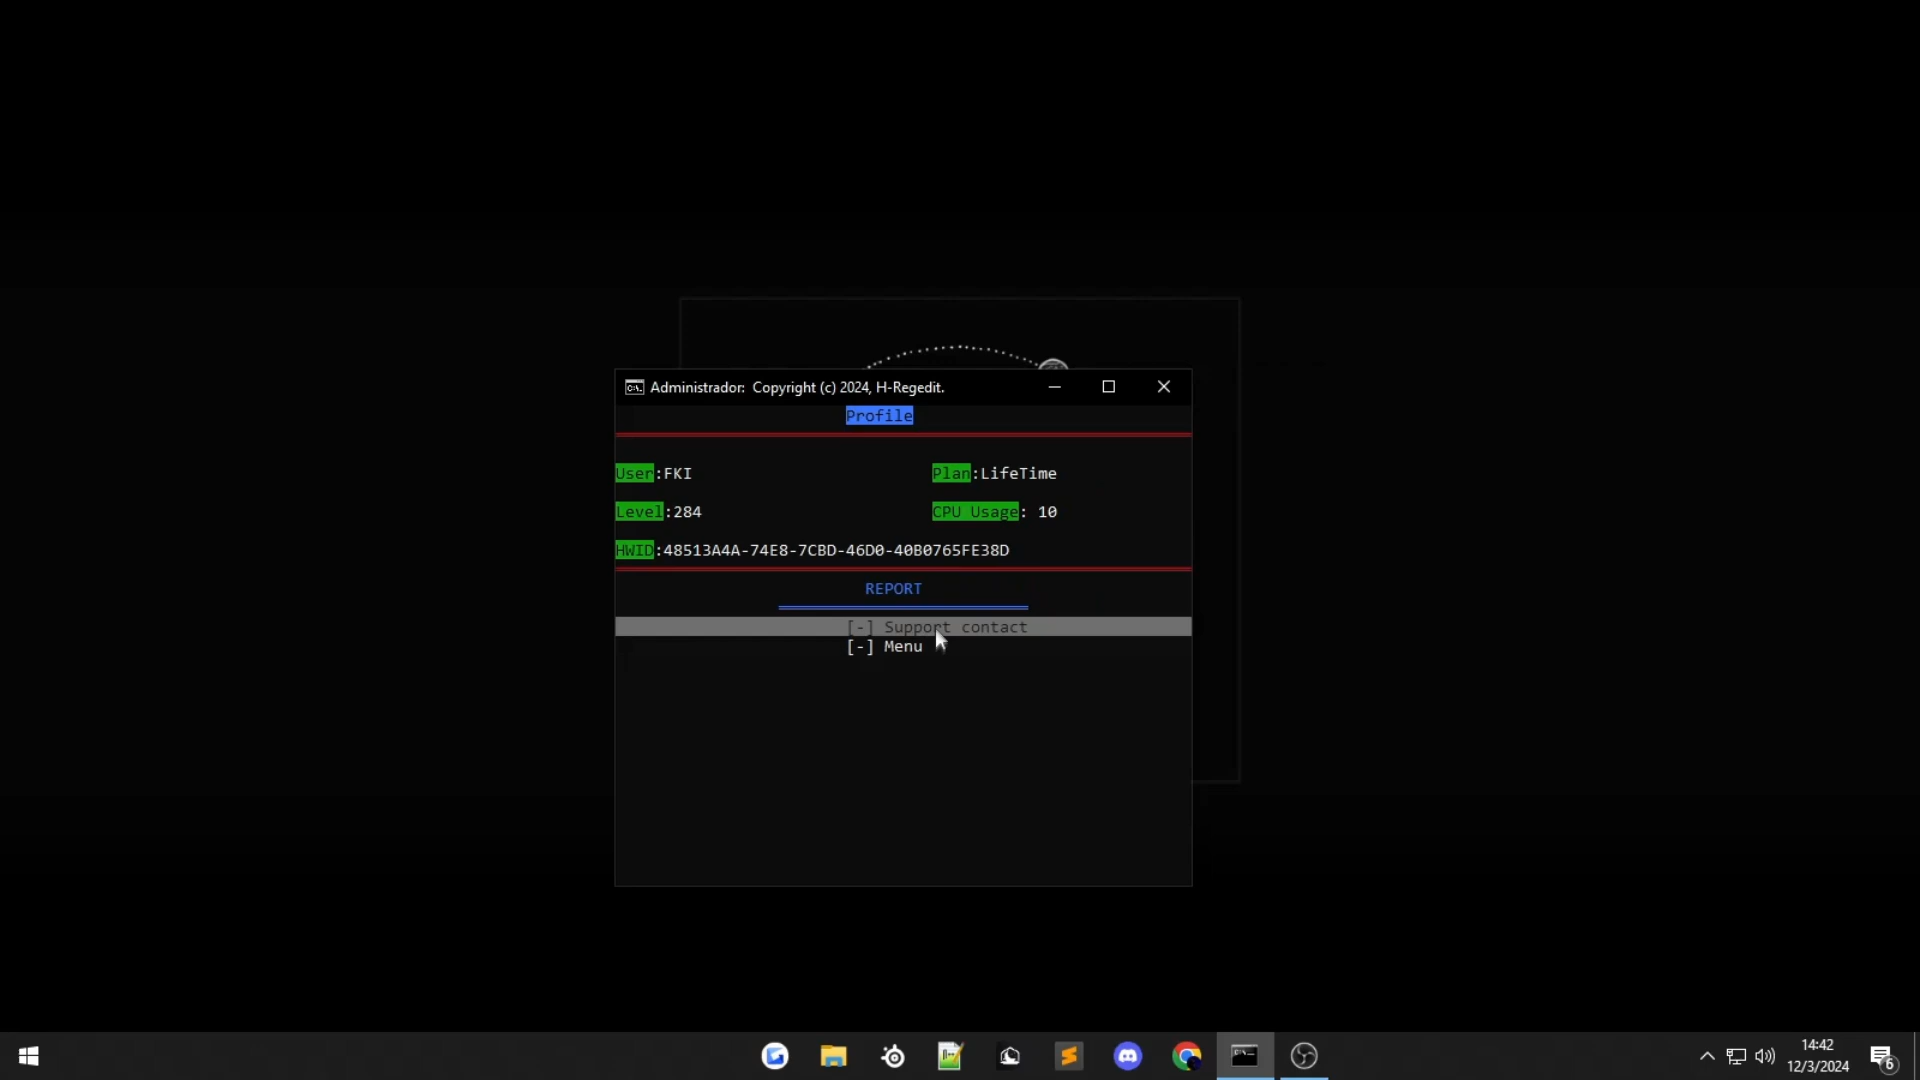 Administrador:  Copyright (c) 2024, H-Regedit.
Profile
User:FKI Plan:LifeTime
Level:284 CPU Usage: 10
HWID:48513A4A-74E8-7CBD-46D0-40B0765FE38D
REPORT
[-] Support contact
[-] Menu
14:42
12/3/2024
6